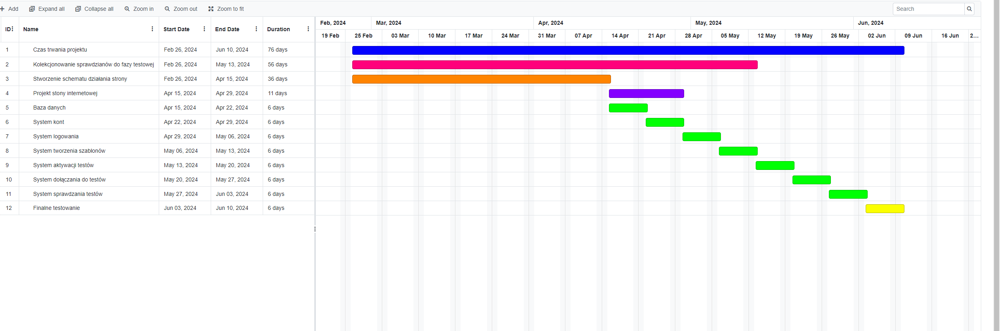 Add Expand all Collapse all Zoom in Zoom out Zoom to fit Search
Feb, 2024 Mar, 2024 Apr, 2024 May, 2024 Jun, 2024
ID Name Start Date End Date Duration
19 Feb 25 Feb 03 Mar 10 Mar 17 Mar 24 Mar 31 Mar 07 Apr 14 Apr 21 Apr 28 Apr 05 May 12 May 19 May 26 May 02 Jun 09 Jun 16 Jun 2...
1 Czas trwania projektu Feb 26, 2024 Jun 10, 2024 76 days
2 Kolekcjonowanie sprawdzianów do fazy testowej Feb 26, 2024 May 13, 2024 56 days
3 Stworzenie schematu działania strony Feb 26, 2024 Apr 15, 2024 36 days
4 Projekt stony internetowej Apr 15, 2024 Apr 29, 2024 11 days
5 Baza danych Apr 15, 2024 Apr 22, 2024 6 days
6 System kont Apr 22, 2024 Apr 29, 2024 6 days
7 System logowania Apr 29, 2024 May 06, 2024 6 days
8 System tworzenia szablonów May 06, 2024 May 13, 2024 6 days
9 System aktywacji testów May 13, 2024 May 20, 2024 6 days
10 System dołączania do testów May 20, 2024 May 27, 2024 6 days
11 System sprawdzania testów May 27, 2024 Jun 03, 2024 6 days
12 Finalne testowanie Jun 03, 2024 Jun 10, 2024 6 days